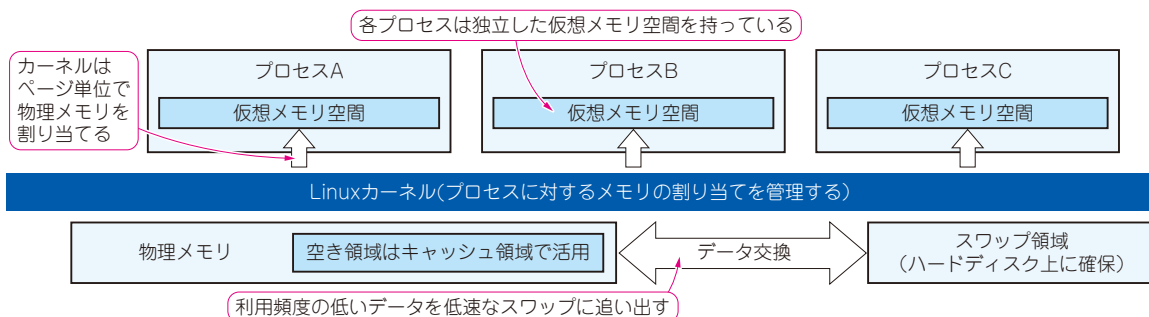 各プロセスは独立した仮想メモリ空間を持っている
カーネルは
ページ単位で
物理メモリを
割り当てる
プロセスA
仮想メモリ空間
プロセスB
仮想メモリ空間
プロセスC
仮想メモリ空間
Linuxカーネル(プロセスに対するメモリの割り当てを管理する)
物理メモリ
空き領域はキャッシュ領域で活用
データ交換
スワップ領域
(ハードディスク上に確保)
利用頻度の低いデータを低速なスワップに追い出す